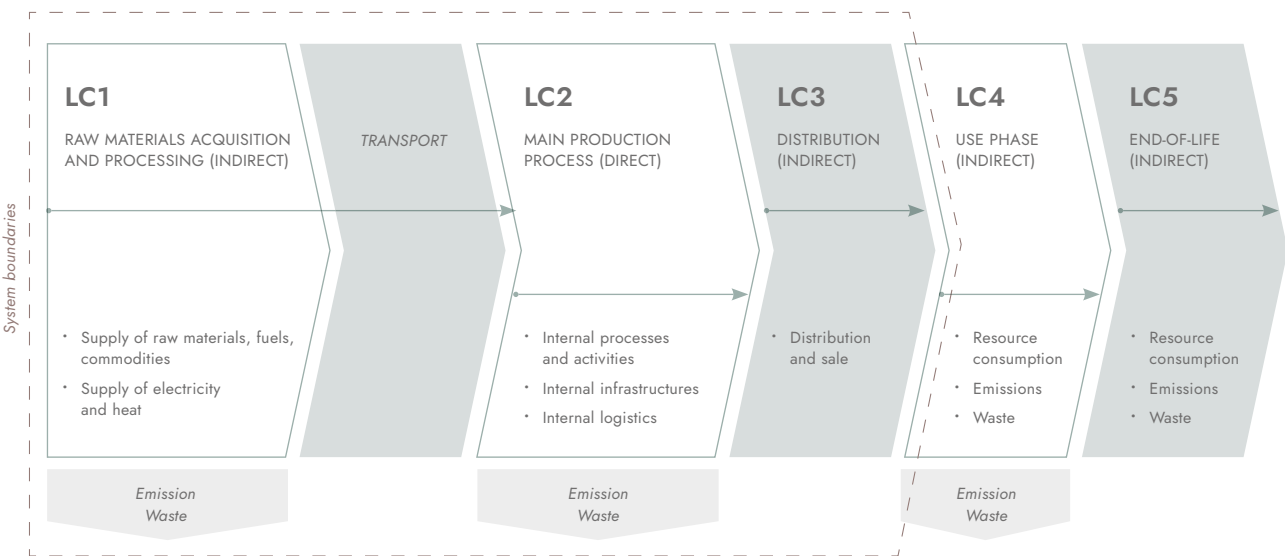 System boundaries
LC1
RAW MATERIALS ACQUISITION
AND PROCESSING (INDIRECT)
• Supply of raw materials, fuels,
commodities
• Supply of electricity
and heat
Emission
Waste
TRANSPORT
LC2
MAIN PRODUCTION
PROCESS (DIRECT)
• Internal processes
and activities
• Internal infrastructures
• Internal logistics
Emission
Waste
LC3
DISTRIBUTION
(INDIRECT)
• Distribution
and sale
LC4
USE PHASE
(INDIRECT)
• Resource
consumption
• Emissions
• Waste
Emission
Waste
LC5
END-OF-LIFE
(INDIRECT)
• Resource
consumption
• Emissions
• Waste